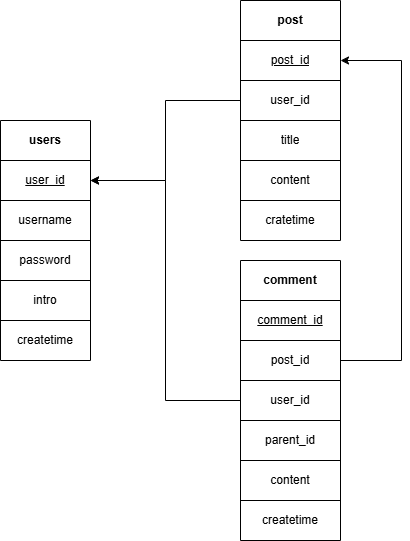 users
user_id
username
password
intro
createtime
post
post_id
user_id
title
content
cratetime
comment
comment_id
post_id
user_id
parent_id
content
createtime